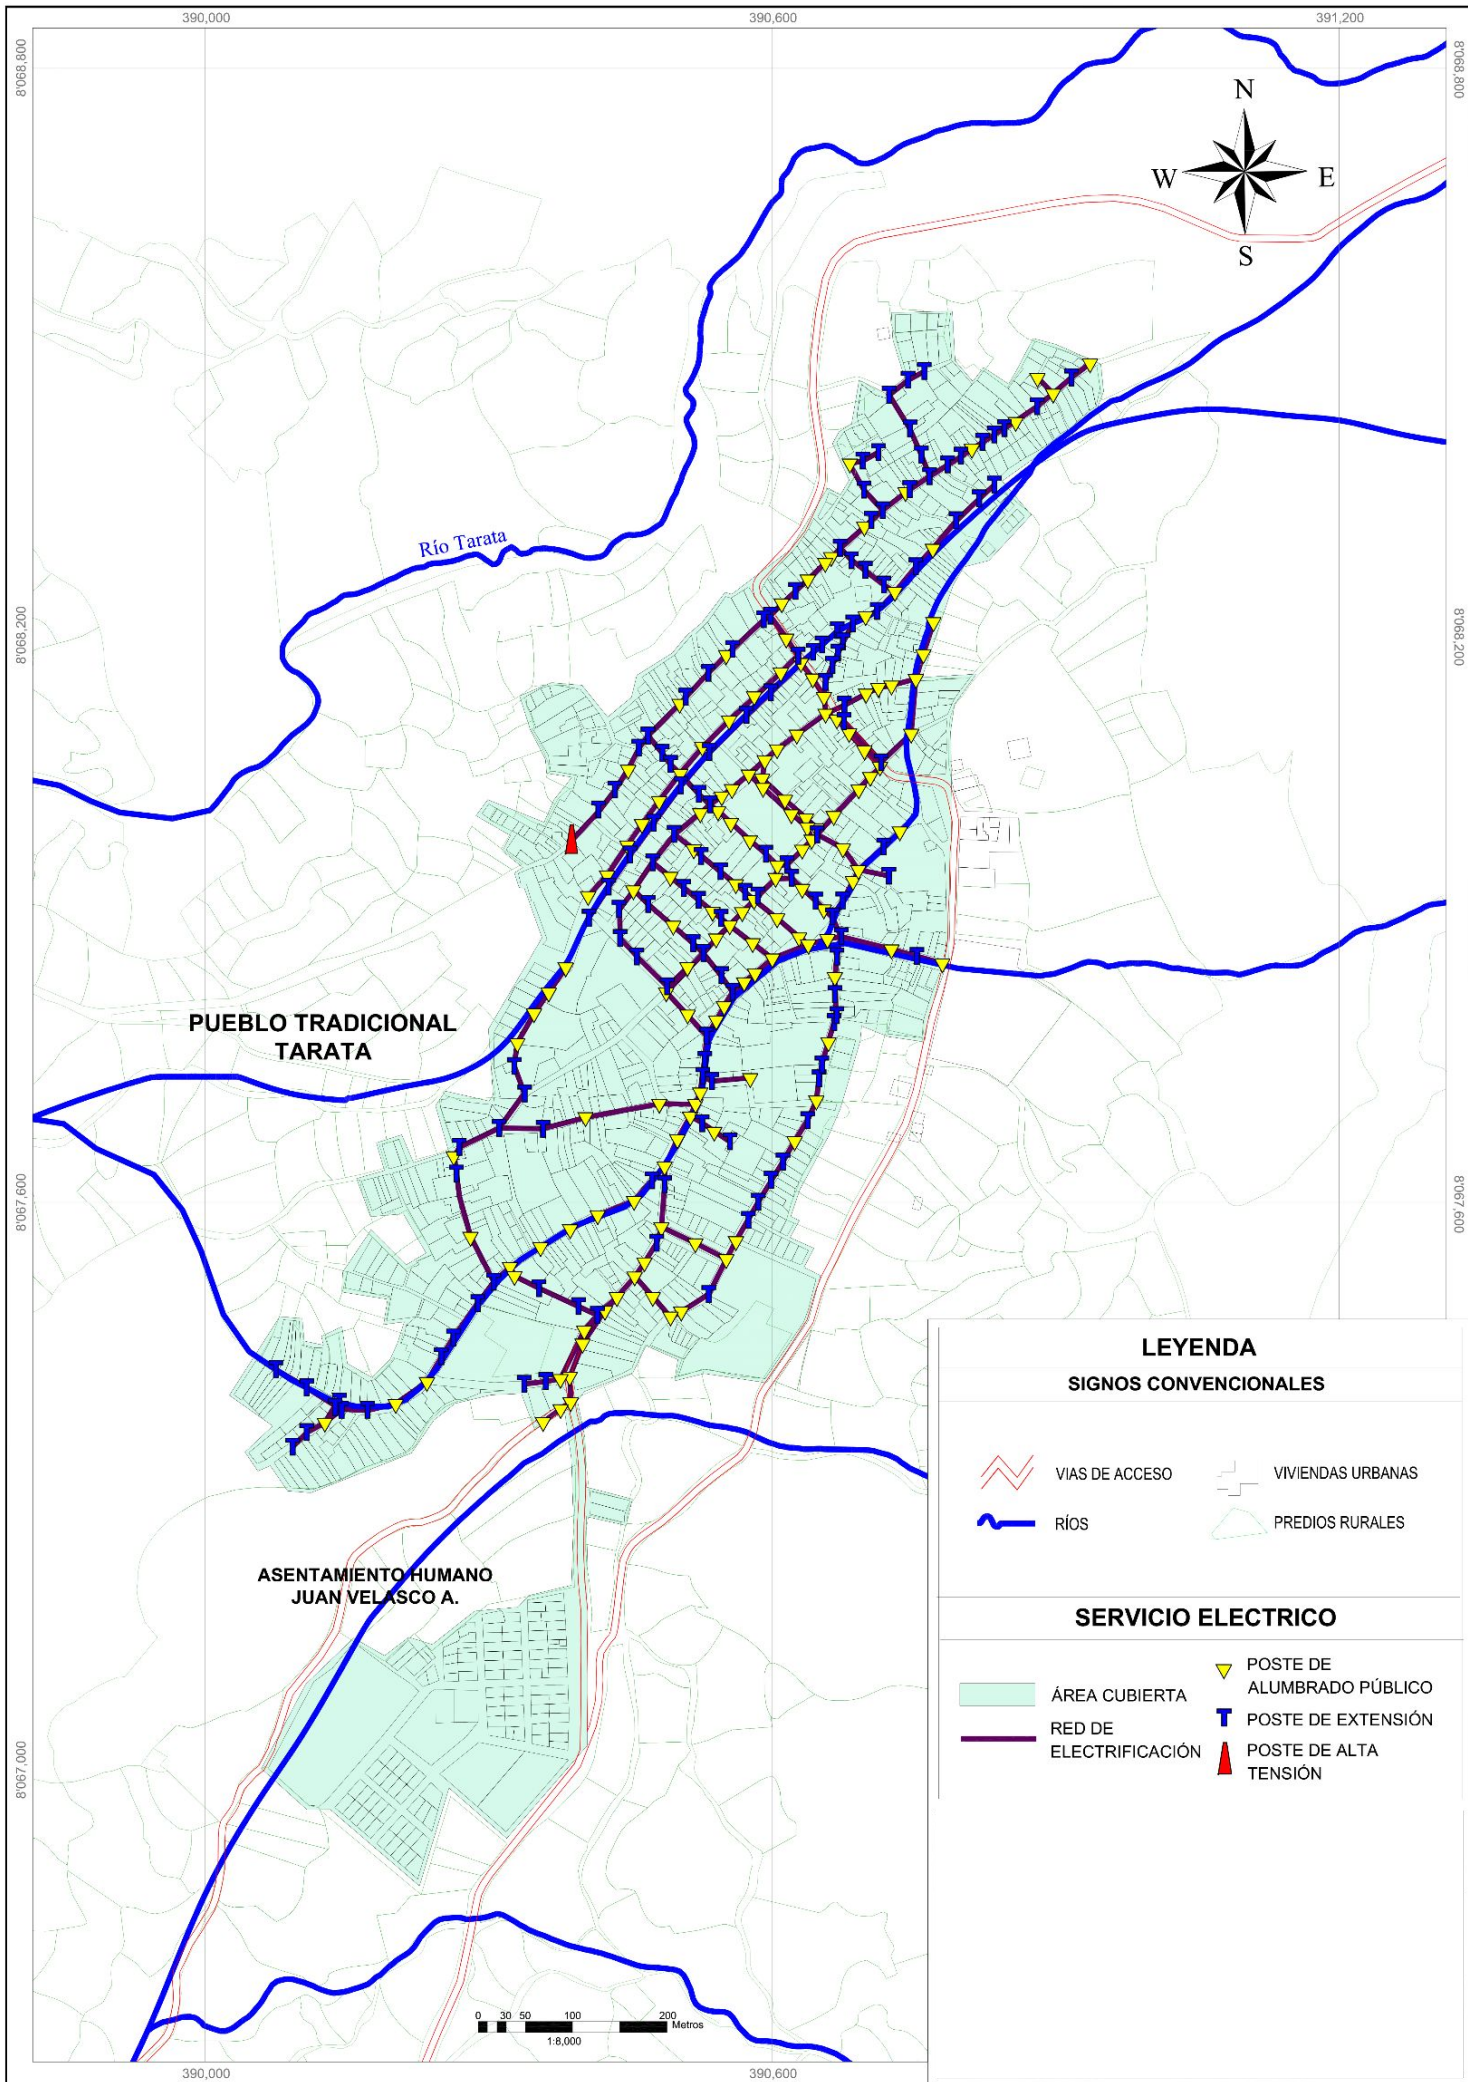 390,000
390,600
391,200
8'068,800
8'068,800
N
W
E
S
Río Tarata
8'068,200
8'068,200
PUEBLO TRADICIONAL
TARATA
8'067,600
8'067,600
LEYENDA
SIGNOS CONVENCIONALES
VIAS DE ACCESO
VIVIENDAS URBANAS
RÍOS
PREDIOS RURALES
ASENTAMIENTO HUMANO
JUAN VELASCO A.
SERVICIO ELECTRICO
ÁREA CUBIERTA
RED DE
ELECTRIFICACIÓN
POSTE DE
ALUMBRADO PÚBLICO
POSTE DE EXTENSIÓN
POSTE DE ALTA
TENSIÓN
8'067,000
0 30 50 100 200
Metros
1:8,000
390,000
390,600